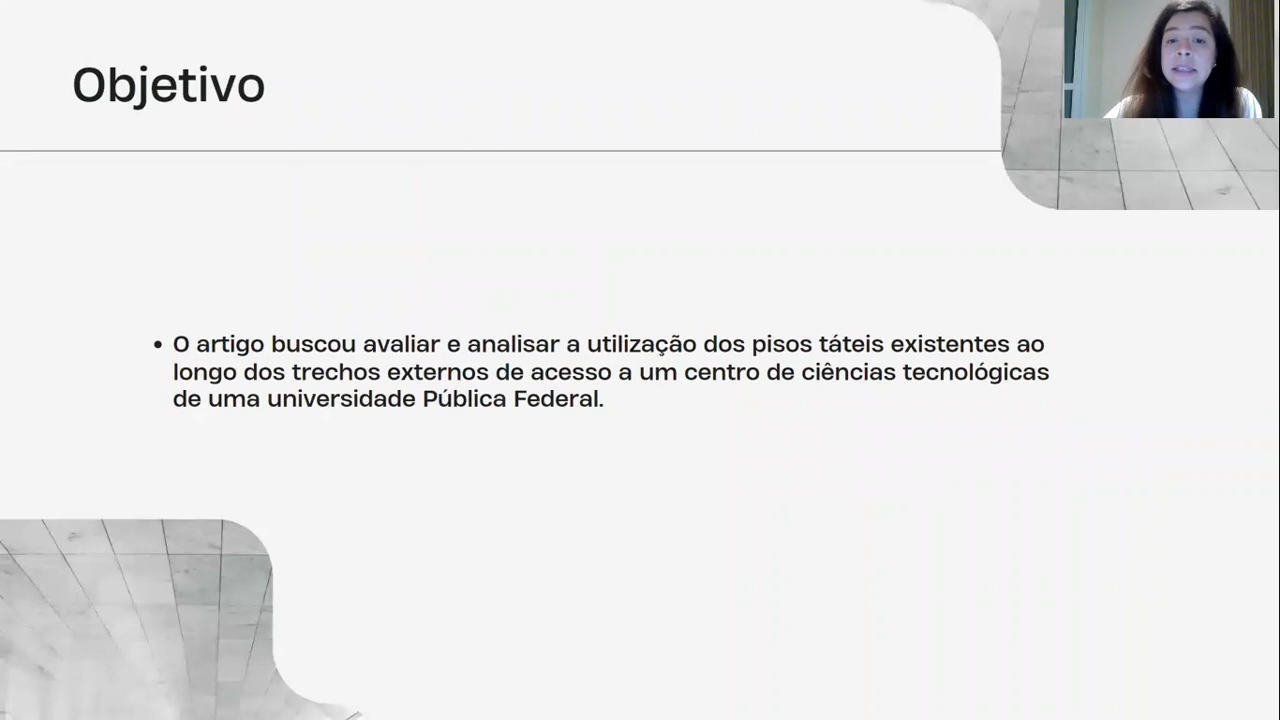 Objetivo
• O artigo buscou avaliar e analisar a utilização dos pisos táteis existentes ao
longo dos trechos externos de acesso a um centro de ciências tecnológicas
de uma universidade Pública Federal.